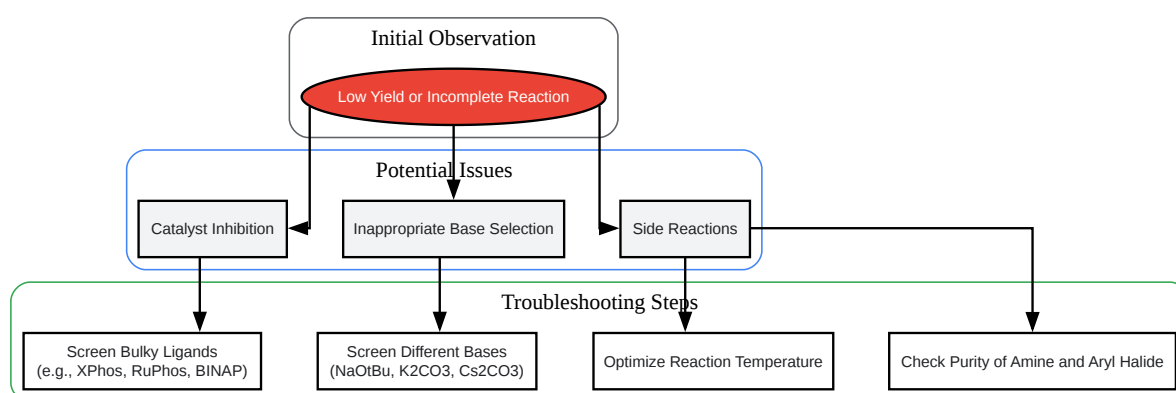 Initial Observation
Low Yield or Incomplete Reaction
Potential Issues
Catalyst Inhibition
Inappropriate Base Selection
Side Reactions
Troubleshooting Steps
Screen Bulky Ligands
(e.g., XPhos, RuPhos, BINAP)
Screen Different Bases
(NaOtBu, K2CO3, Cs2CO3)
Optimize Reaction Temperature
Check Purity of Amine and Aryl Halide